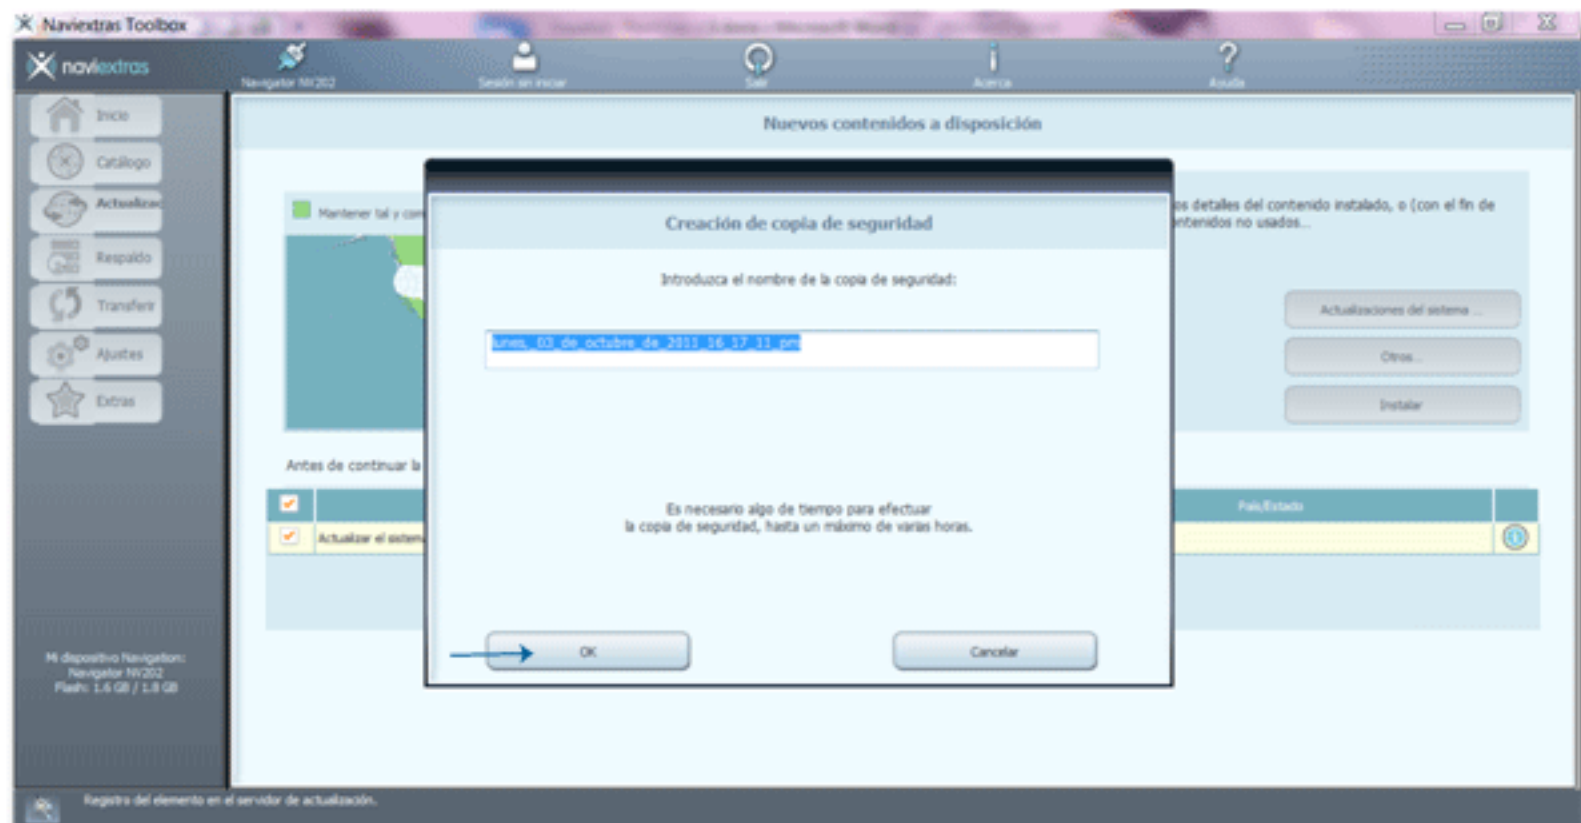 Naviextras Toolbox
naviextras
Navigator NV202
Sesión sin iniciar
Salir
Acerca
Ayuda
Inicio
Catálogo
Actualizac
Respaldo
Transferir
Ajustes
Extras
Nuevos contenidos a disposición
Mantener tal y com
os detalles del contenido instalado, o (con el fin de
ontenidos no usados...
Creación de copia de seguridad
Introduzca el nombre de la copia de seguridad:
lunes,_03_de_octubre_de_2011_16_17_11_pm
Actualizaciones del sistema ...
Otros...
Instalar
Antes de continuar la
Es necesario algo de tiempo para efectuar
la copia de seguridad, hasta un máximo de varias horas.
País/Estado
Actualizar el sistema
OK
Cancelar
Mi dispositivo Navigation:
Navigator NV202
Flash: 1.6 GB / 1.8 GB
Registro del elemento en el servidor de actualización.